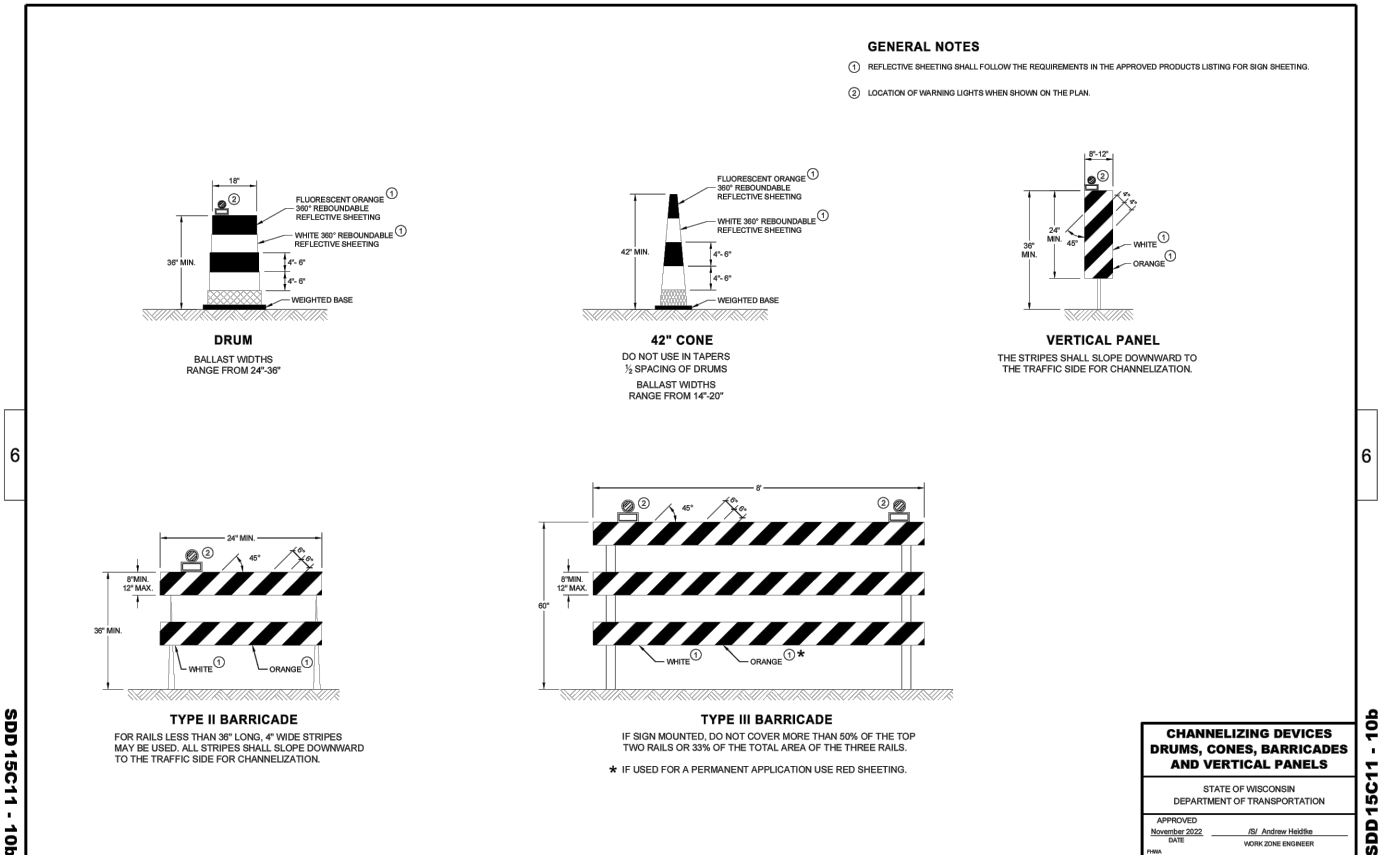 GENERAL NOTES
① REFLECTIVE SHEETING SHALL FOLLOW THE REQUIREMENTS IN THE APPROVED PRODUCTS LISTING FOR SIGN SHEETING.
② LOCATION OF WARNING LIGHTS WHEN SHOWN ON THE PLAN.
18"
②
FLUORESCENT ORANGE ①
360° REBOUNDABLE
REFLECTIVE SHEETING
WHITE 360° REBOUNDABLE ①
REFLECTIVE SHEETING
36" MIN.
4"- 6"
4"- 6"
WEIGHTED BASE
DRUM
BALLAST WIDTHS
RANGE FROM 24"-36"
FLUORESCENT ORANGE ①
360° REBOUNDABLE
REFLECTIVE SHEETING
WHITE 360° REBOUNDABLE ①
REFLECTIVE SHEETING
42" MIN.
4"- 6"
4"- 6"
WEIGHTED BASE
42" CONE
DO NOT USE IN TAPERS
½ SPACING OF DRUMS
BALLAST WIDTHS
RANGE FROM 14"-20"
8"-12"
②
4"
4"
24"
MIN.
45°
36"
MIN.
WHITE ①
ORANGE ①
VERTICAL PANEL
THE STRIPES SHALL SLOPE DOWNWARD TO
THE TRAFFIC SIDE FOR CHANNELIZATION.
6
6
24" MIN.
②
45°
6"
6"
8"MIN.
12" MAX.
36" MIN.
WHITE ①
ORANGE ①
TYPE II BARRICADE
FOR RAILS LESS THAN 36" LONG, 4" WIDE STRIPES
MAY BE USED. ALL STRIPES SHALL SLOPE DOWNWARD
TO THE TRAFFIC SIDE FOR CHANNELIZATION.
8'
②
45°
6"
6"
②
8"MIN.
12" MAX.
60"
WHITE ①
ORANGE ① *
TYPE III BARRICADE
IF SIGN MOUNTED, DO NOT COVER MORE THAN 50% OF THE TOP
TWO RAILS OR 33% OF THE TOTAL AREA OF THE THREE RAILS.
* IF USED FOR A PERMANENT APPLICATION USE RED SHEETING.
SDD 15C11 - 10b
SDD 15C11 - 10b
CHANNELIZING DEVICES
DRUMS, CONES, BARRICADES
AND VERTICAL PANELS
STATE OF WISCONSIN
DEPARTMENT OF TRANSPORTATION
APPROVED
November 2022 /S/ Andrew Heidtke
DATE WORK ZONE ENGINEER
FHWA